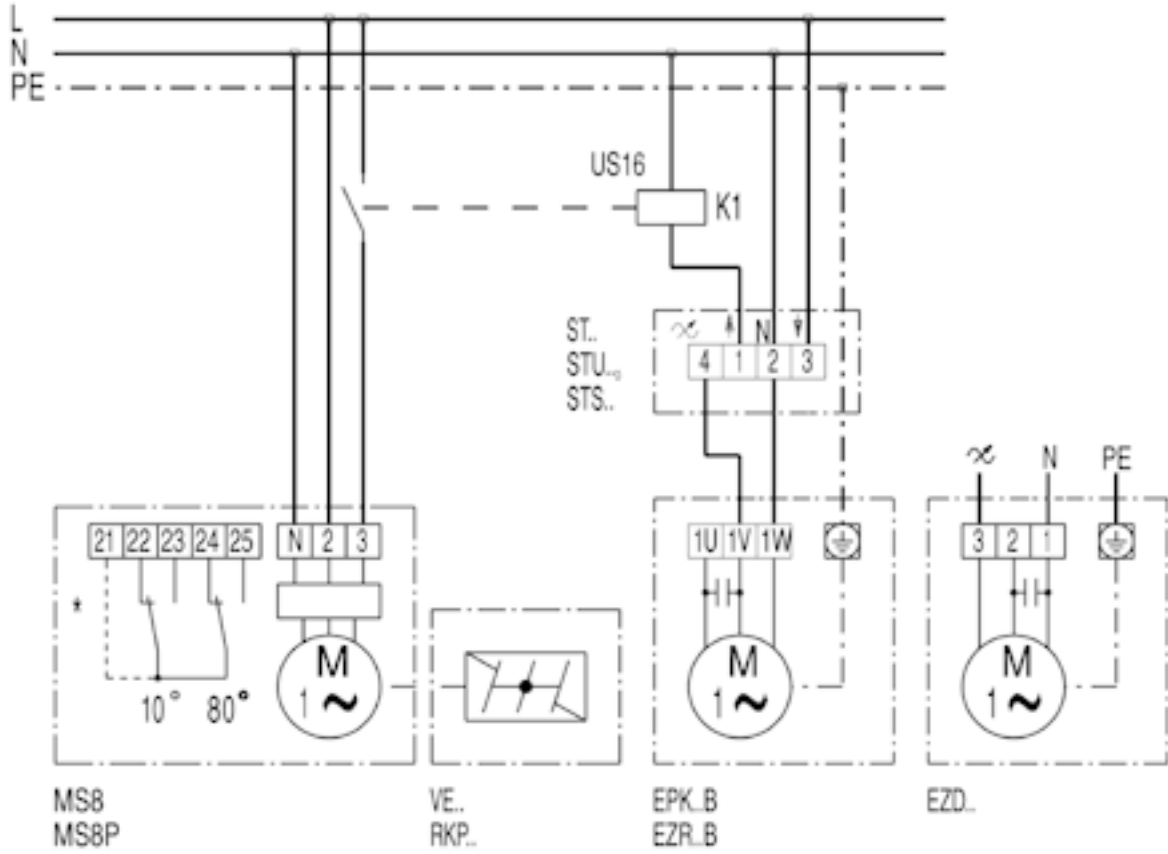 L
N
PE
US16
K1
ST..
STU..
STS..
N
4 1 2 3
N PE
21 22 23 24 25 N 2 3
1U 1V 1W
3 2 1
*
10° 80°
M
1 ~
M
1 ~
M
1 ~
MS8
MS8P
VE..
RKP..
EPK..B
EZR..B
EZD..